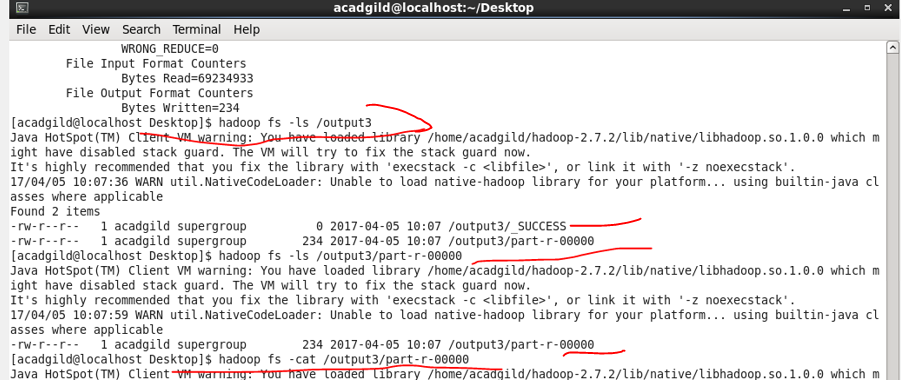 acadgild@localhost:~/Desktop
File Edit View Search Terminal Help
WRONG_REDUCE=0
File Input Format Counters
Bytes Read=69234933
File Output Format Counters
Bytes Written=234
[acadgild@localhost Desktop]$ hadoop fs -ls /output3
Java HotSpot(TM) Client VM warning: You have loaded library /home/acadgild/hadoop-2.7.2/lib/native/libhadoop.so.1.0.0 which m
ight have disabled stack guard. The VM will try to fix the stack guard now.
It's highly recommended that you fix the library with 'execstack -c <libfile>', or link it with '-z noexecstack'.
17/04/05 10:07:36 WARN util.NativeCodeLoader: Unable to load native-hadoop library for your platform... using builtin-java cl
asses where applicable
Found 2 items
-rw-r--r-- 1 acadgild supergroup 0 2017-04-05 10:07 /output3/_SUCCESS
-rw-r--r-- 1 acadgild supergroup 234 2017-04-05 10:07 /output3/part-r-00000
[acadgild@localhost Desktop]$ hadoop fs -ls /output3/part-r-00000
Java HotSpot(TM) Client VM warning: You have loaded library /home/acadgild/hadoop-2.7.2/lib/native/libhadoop.so.1.0.0 which m
ight have disabled stack guard. The VM will try to fix the stack guard now.
It's highly recommended that you fix the library with 'execstack -c <libfile>', or link it with '-z noexecstack'.
17/04/05 10:07:59 WARN util.NativeCodeLoader: Unable to load native-hadoop library for your platform... using builtin-java cl
asses where applicable
-rw-r--r-- 1 acadgild supergroup 234 2017-04-05 10:07 /output3/part-r-00000
[acadgild@localhost Desktop]$ hadoop fs -cat /output3/part-r-00000
Java HotSpot(TM) Client VM warning: You have loaded library /home/acadgild/hadoop-2.7.2/lib/native/libhadoop.so.1.0.0 which m